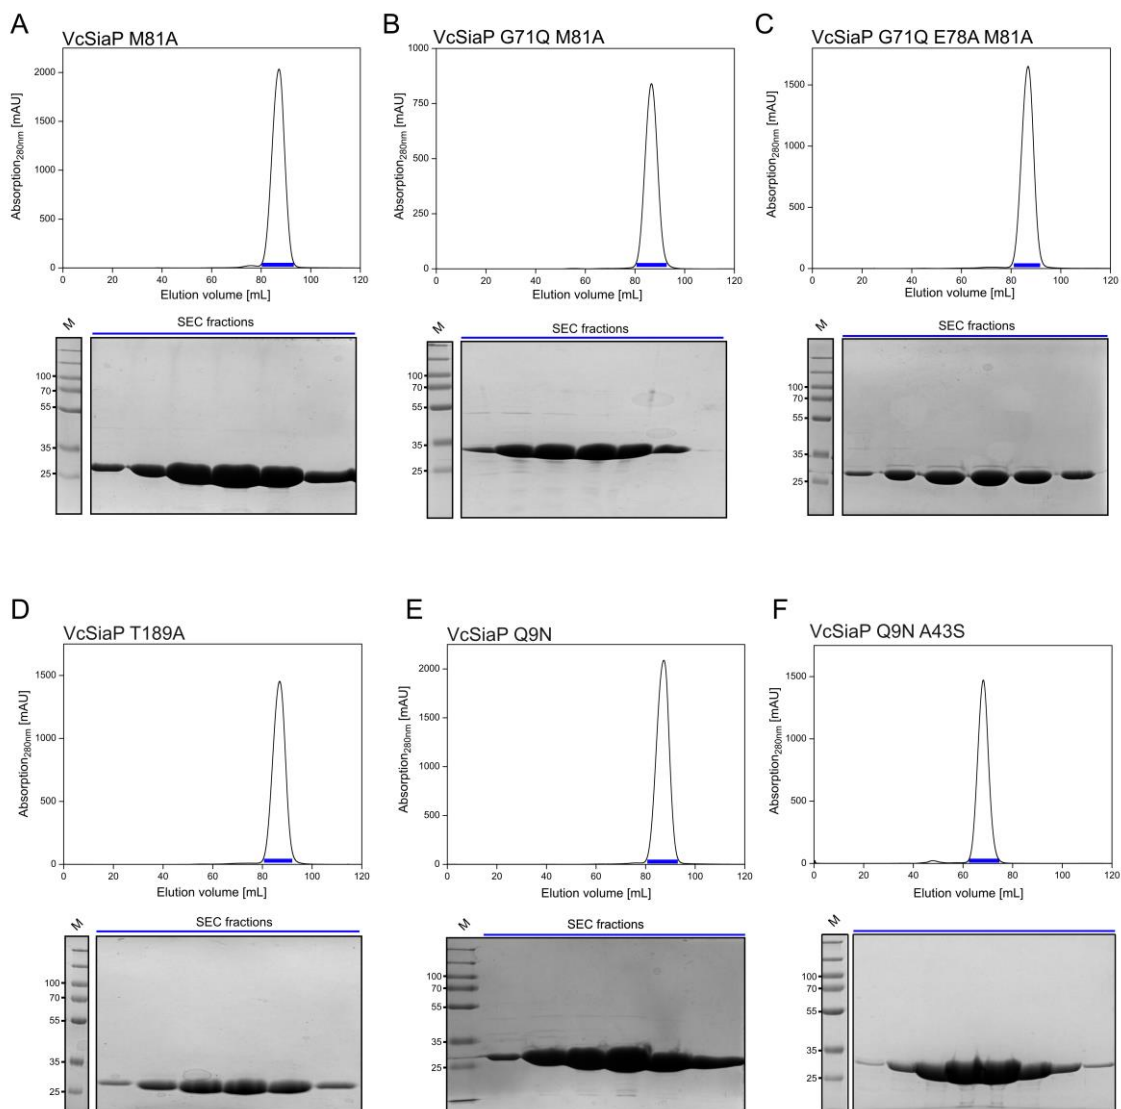 A
VcSiaP M81A
Absorption280nm [mAU]
2000
1500
1000
500
0
0 20 40 60 80 100 120
Elution volume [mL]
M
SEC fractions
100
70
55
35
25
B
VcSiaP G71Q M81A
Absorption280nm [mAU]
1000
750
500
250
0
0 20 40 60 80 100 120
Elution volume [mL]
M
SEC fractions
100
70
55
35
25
C
VcSiaP G71Q E78A M81A
Absorption280nm [mAU]
1500
1000
500
0
0 20 40 60 80 100 120
Elution volume [mL]
M
SEC fractions
100
70
55
35
25
D
VcSiaP T189A
Absorption280nm [mAU]
1500
1000
500
0
0 20 40 60 80 100 120
Elution volume [mL]
M
SEC fractions
100
70
55
35
25
E
VcSiaP Q9N
Absorption280nm [mAU]
2000
1500
1000
500
0
0 20 40 60 80 100 120
Elution volume [mL]
M
SEC fractions
100
70
55
35
25
F
VcSiaP Q9N A43S
Absorption280nm [mAU]
1500
1000
500
0
0 20 40 60 80 100 120
Elution volume [mL]
M
100
70
55
35
25